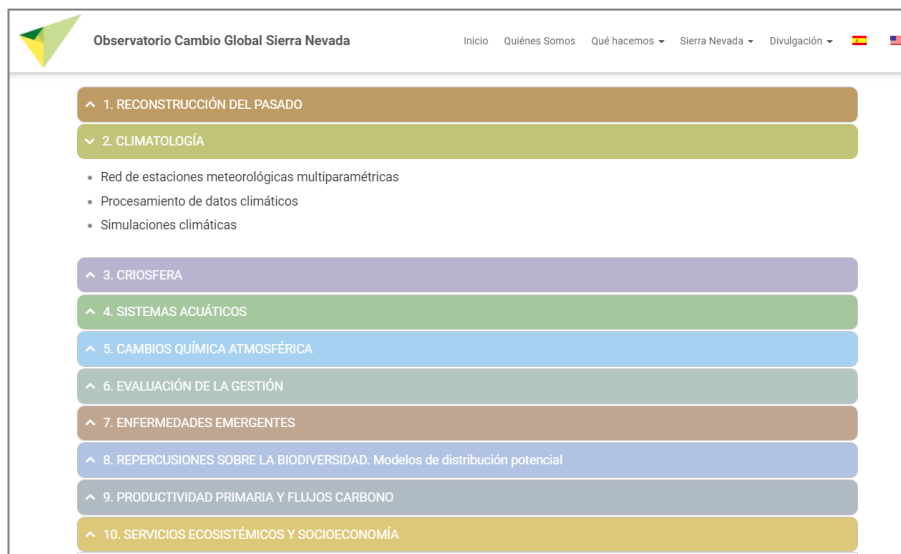 Observatorio Cambio Global Sierra Nevada
Inicio Quiénes Somos Qué hacemos Sierra Nevada Divulgación
1. RECONSTRUCCIÓN DEL PASADO
2. CLIMATOLOGÍA
Red de estaciones meteorológicas multiparamétricas
Procesamiento de datos climáticos
Simulaciones climáticas
3. CRIOSFERA
4. SISTEMAS ACUÁTICOS
5. CAMBIOS QUÍMICA ATMOSFÉRICA
6. EVALUACIÓN DE LA GESTIÓN
7. ENFERMEDADES EMERGENTES
8. REPERCUSIONES SOBRE LA BIODIVERSIDAD. Modelos de distribución potencial
9. PRODUCTIVIDAD PRIMARIA Y FLUJOS CARBONO
10. SERVICIOS ECOSISTÉMICOS Y SOCIOECONOMÍA